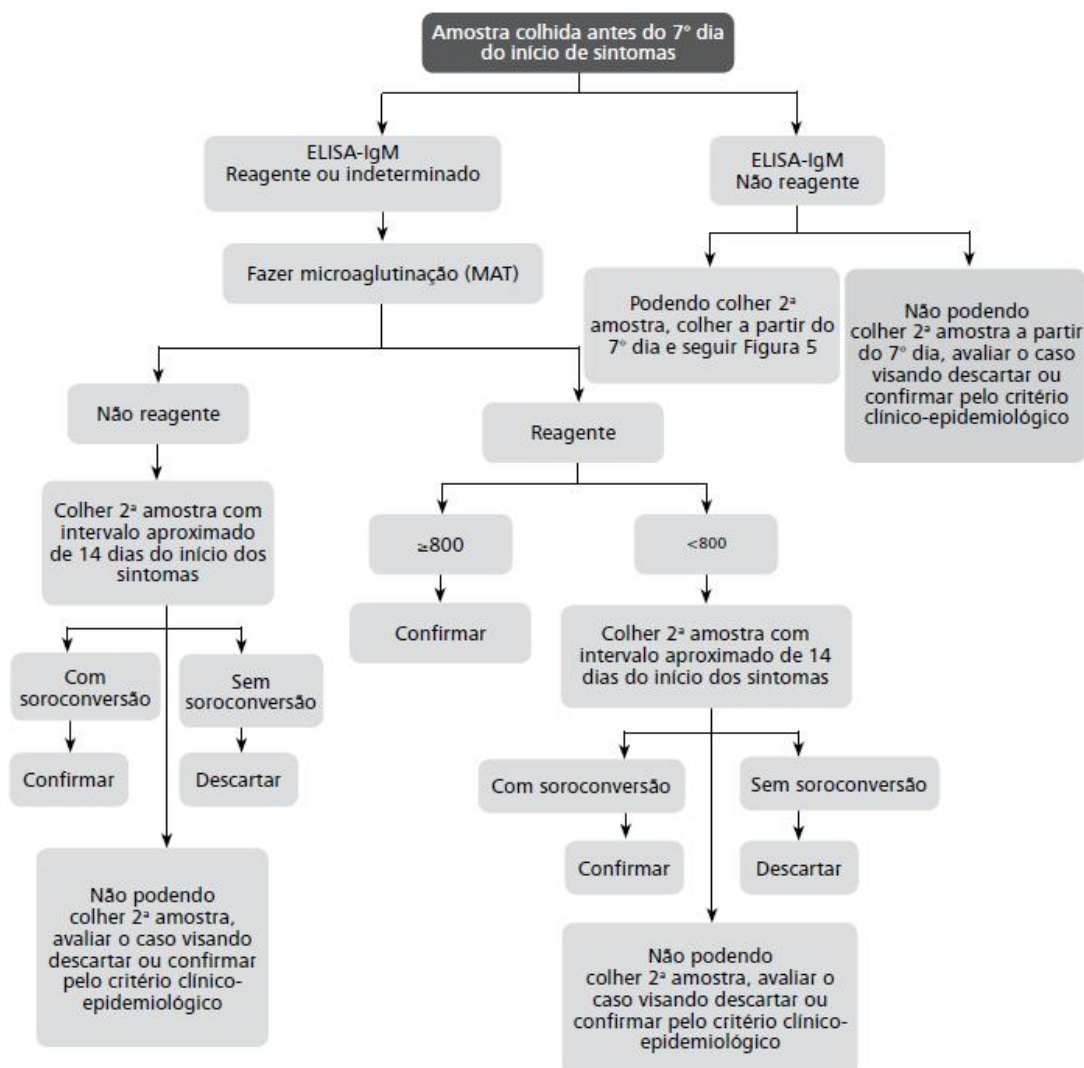 Amostra colhida antes do 7° dia
do início de sintomas
ELISA-IgM
Reagente ou indeterminado
ELISA-IgM
Não reagente
Fazer microaglutinação (MAT)
Podendo colher 2ª
amostra, colher a partir do
7° dia e seguir Figura 5
Não podendo
colher 2ª amostra a partir
do 7° dia, avaliar o caso
visando descartar ou
confirmar pelo critério
clínico-epidemiológico
Não reagente
Reagente
Colher 2ª amostra com
intervalo aproximado
de 14 dias do início dos
sintomas
≥800
<800
Confirmar
Colher 2ª amostra com
intervalo aproximado de 14
dias do início dos sintomas
Com
soroconversão
Sem
soroconversão
Confirmar
Descartar
Com soroconversão
Sem soroconversão
Confirmar
Descartar
Não podendo
colher 2ª amostra,
avaliar o caso visando
descartar ou confirmar
pelo critério clínico-
epidemiológico
Não podendo
colher 2ª amostra, avaliar o
caso visando descartar ou
confirmar pelo critério clínico-
epidemiológico